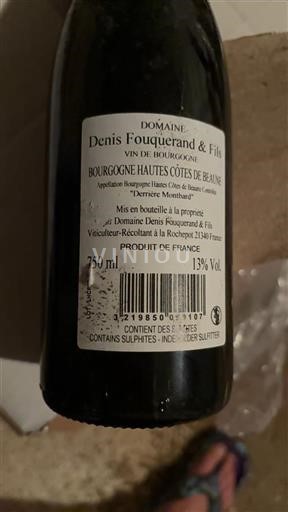 DOMAINE
Denis Fouquerand & Fils
VIN DE BOURGOGNE
BOURGOGNE HAUTES CÔTES DE BEAUNE
Appellation Bourgogne Hautes Côtes de Beaune Contrôlée
"Derrière Montbard"
Mis en bouteille à la propriété
Domaine Denis Fouquerand & Fils
Viticulteur-Récoltant à la Rochepot 21340 France
PRODUIT DE FRANCE
750 ml 13% Vol.
VINTOU
CONTIENT DES
CONTAINS SULPHITES - SULFITTER